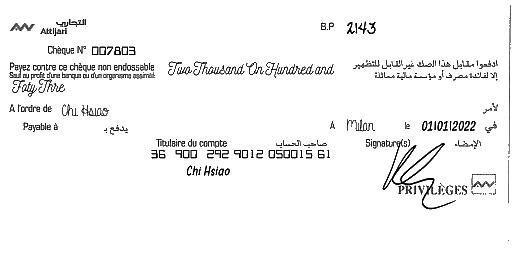 التجاري
Attijari
B.P 2143
Chèque N° 007803
Payez contre ce chèque non endossable
Sauf au profit d'une banque ou d'un organisme assimilé
Two Thousand On Hundred and
ادفعوا مقابل هذا الصك غير القابل للتظهير
إلا لفائدة مصرف أو مؤسسة مالية مماثلة
Foty Thre
A l'ordre de Chi Hsiao
لأمر
Payable à
يدفع بـ
A Milan le 01/01/2022 في
Titulaire du compte صاحب الحساب
Signature(s) الإمضاء
36 900 292 9012 050015 61
Chi Hsiao
PRIVILÈGES